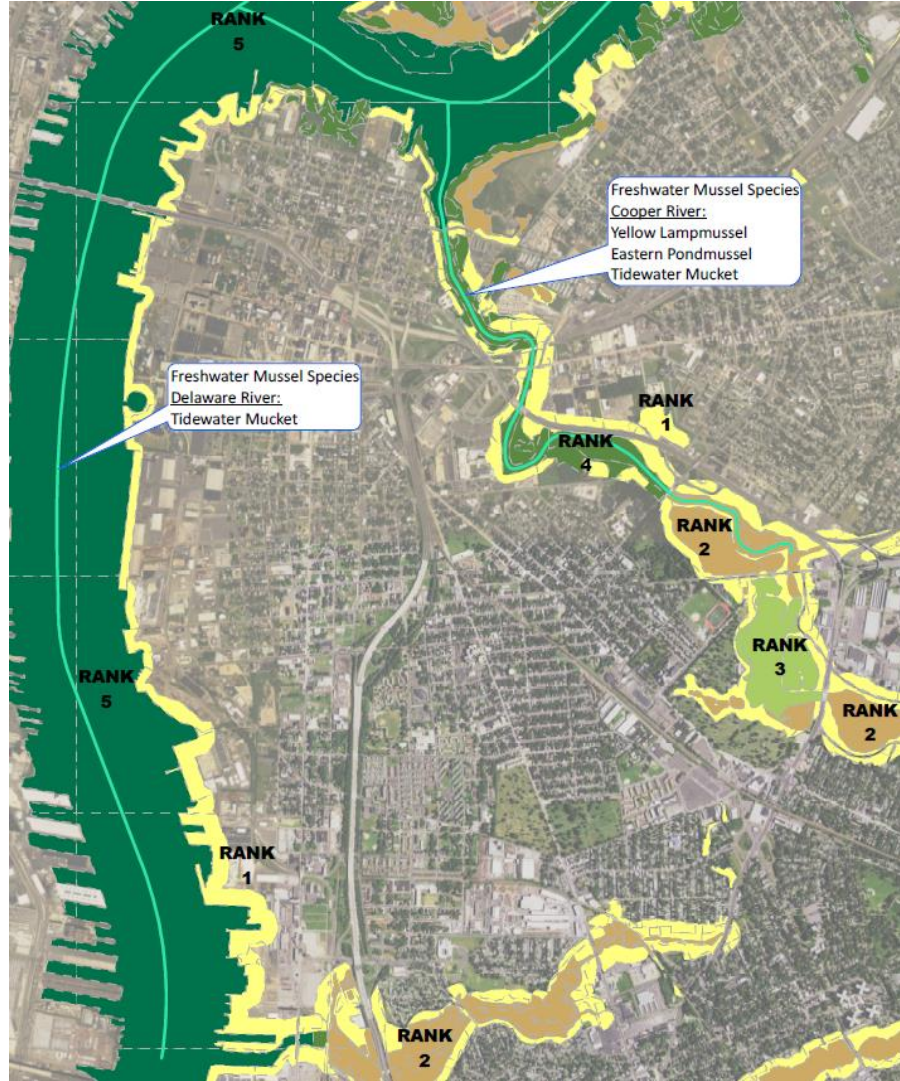 RANK
5
Freshwater Mussel Species
Cooper River:
Yellow Lampmussel
Eastern Pondmussel
Tidewater Mucket
Freshwater Mussel Species
Delaware River:
Tidewater Mucket
RANK
1
RANK
4
RANK
2
RANK
3
RANK
5
RANK
2
RANK
1
RANK
2